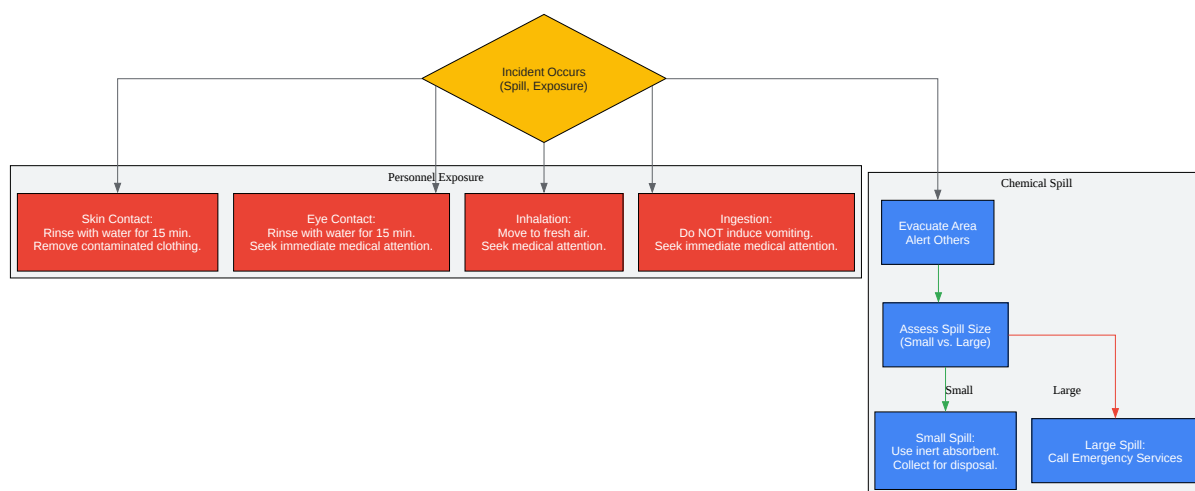 Incident Occurs
(Spill, Exposure)
Personnel Exposure
Skin Contact:
Rinse with water for 15 min.
Remove contaminated clothing.
Eye Contact:
Rinse with water for 15 min.
Seek immediate medical attention.
Inhalation:
Move to fresh air.
Seek medical attention.
Ingestion:
Do NOT induce vomiting.
Seek immediate medical attention.
Chemical Spill
Evacuate Area
Alert Others
Assess Spill Size
(Small vs. Large)
Small
Large
Small Spill:
Use inert absorbent.
Collect for disposal.
Large Spill:
Call Emergency Services